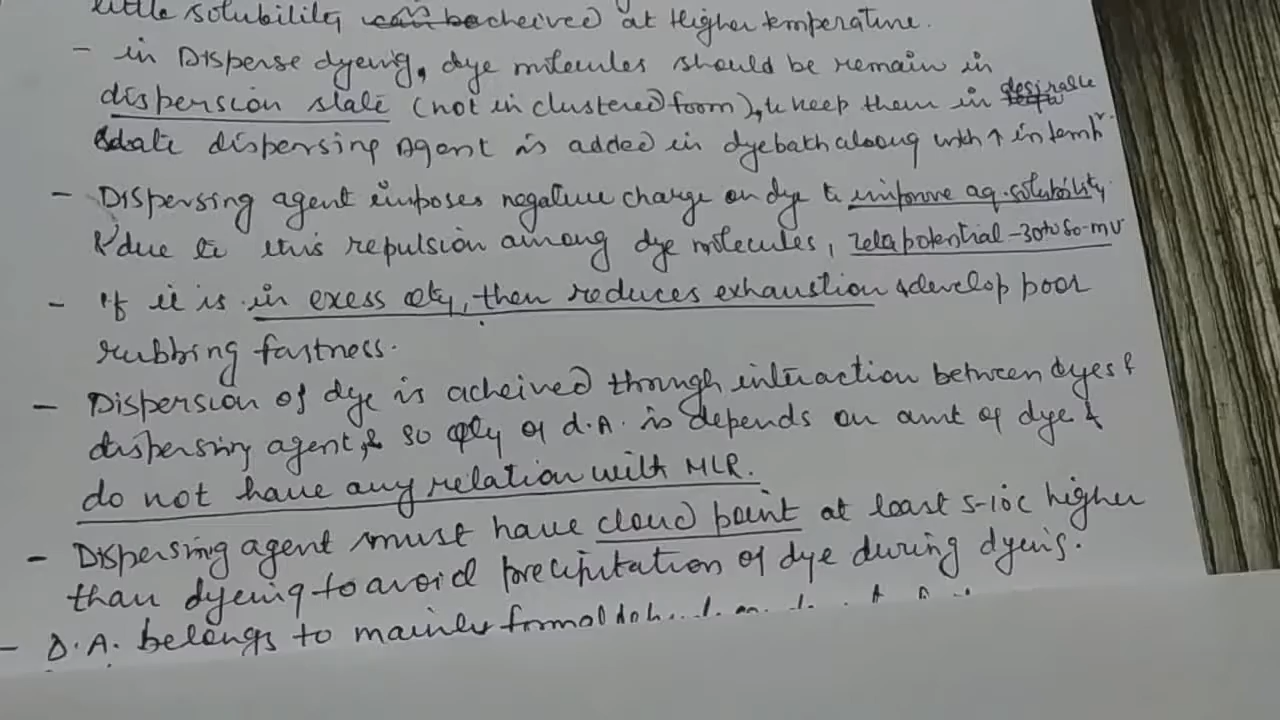 little solubility can be acheived at Higher temperature.
- in Disperse dyeing, dye molecules should be remain in
dispersion state (not in clustered form), to keep them in desirable
state dispersing Agent is added in dyebath aloong with ↑ in tempr.
- Dispersing agent imposes negative charge on dye to improve aq. solubility
& due to this repulsion among dye molecules, zeta potential -30 to 50 mv
- If it is in exess qty, then reduces exhaustion & develop poor
rubbing fastness.
- Dispersion of dye is acheived through interaction between dyes &
dispersing agent, & so qty of d.A. is depends on amt of dye &
do not have any relation with MLR.
- Dispersing agent must have cloud point at least 5-10c higher
than dyeing to avoid precipitation of dye during dyeing.
- D.A. belongs to mainly